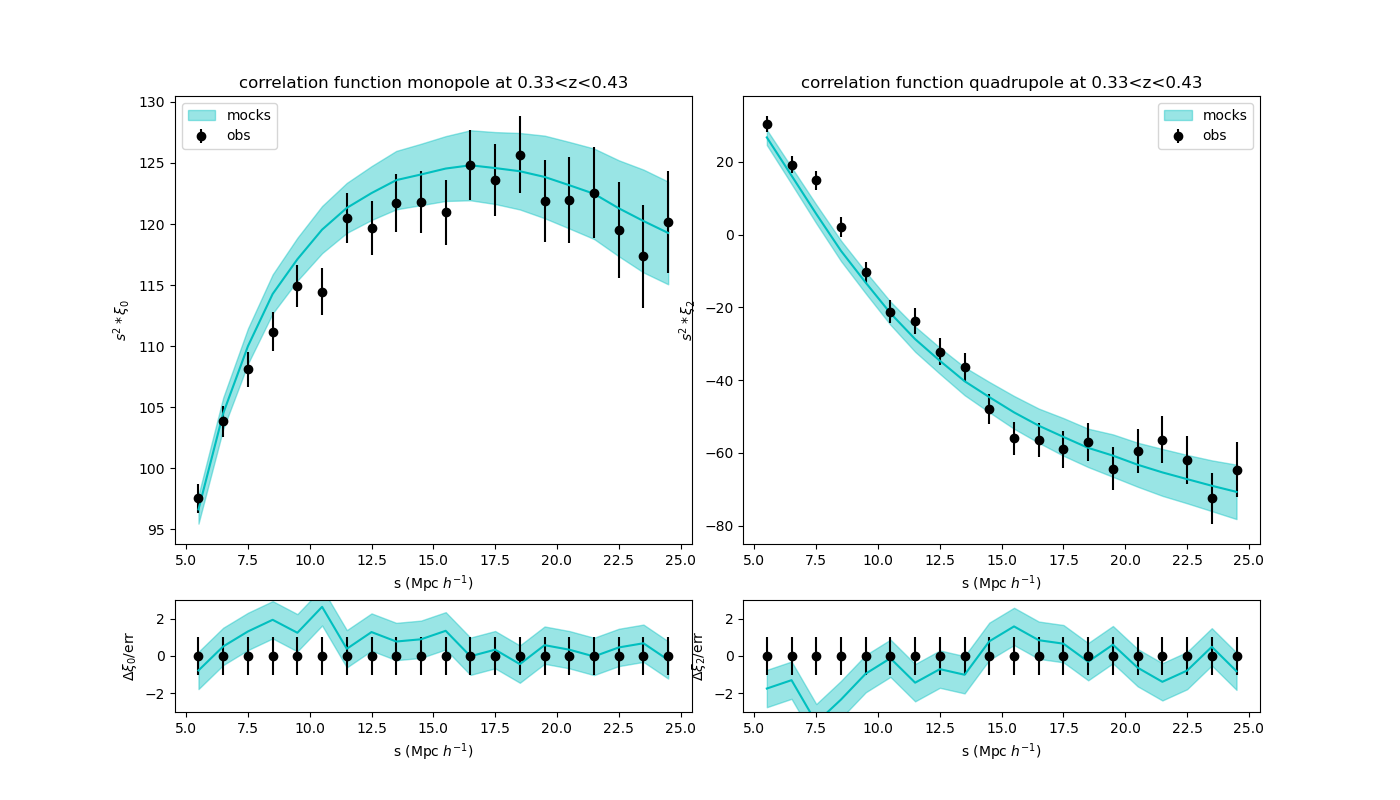 correlation function monopole at 0.33<z<0.43
130
125
120
115
110
105
100
95
s² * ξ₀
mocks
obs
5.0 7.5 10.0 12.5 15.0 17.5 20.0 22.5 25.0
s (Mpc h⁻¹)
2
0
−2
Δξ₀/err
5.0 7.5 10.0 12.5 15.0 17.5 20.0 22.5 25.0
s (Mpc h⁻¹)
correlation function quadrupole at 0.33<z<0.43
20
0
−20
−40
−60
−80
s² * ξ₂
mocks
obs
5.0 7.5 10.0 12.5 15.0 17.5 20.0 22.5 25.0
s (Mpc h⁻¹)
2
0
−2
Δξ₂/err
5.0 7.5 10.0 12.5 15.0 17.5 20.0 22.5 25.0
s (Mpc h⁻¹)